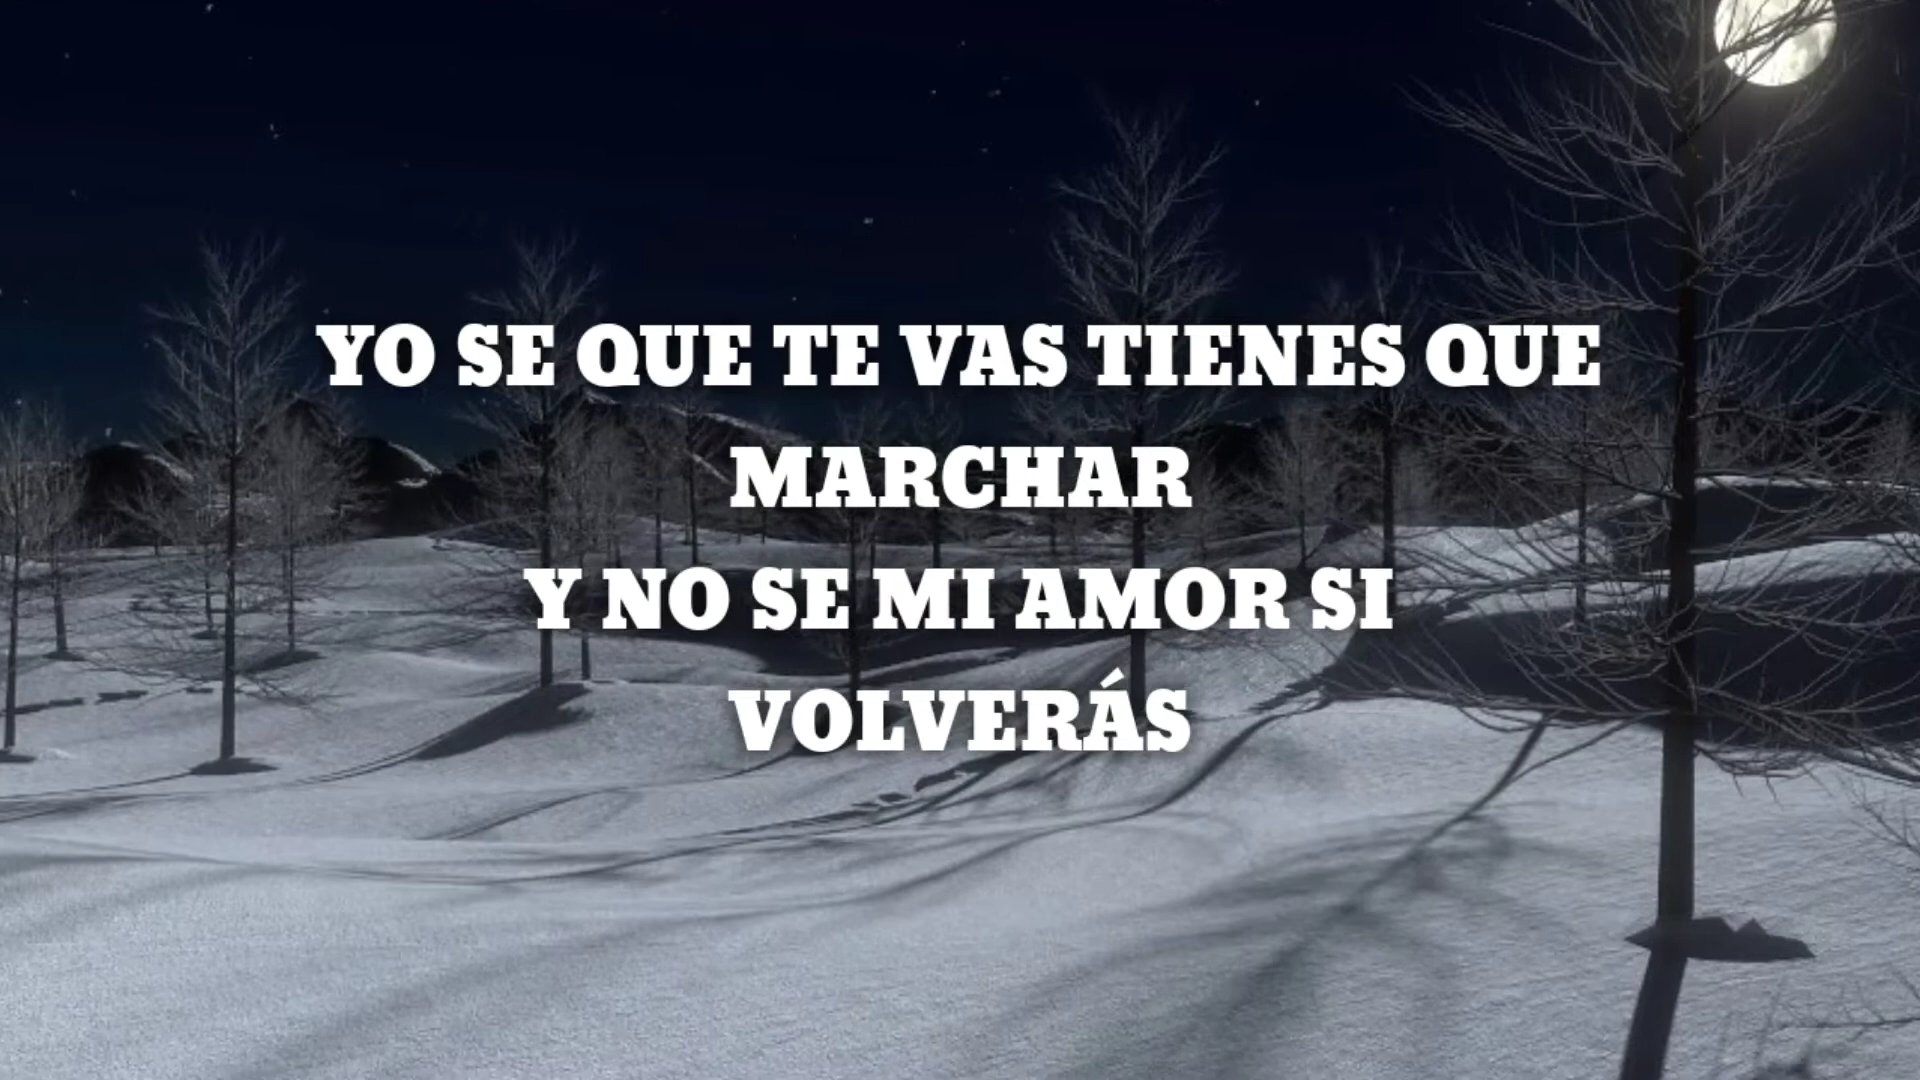 YO SE QUE TE VAS TIENES QUE
MARCHAR
Y NO SE MI AMOR SI
VOLVERÁS